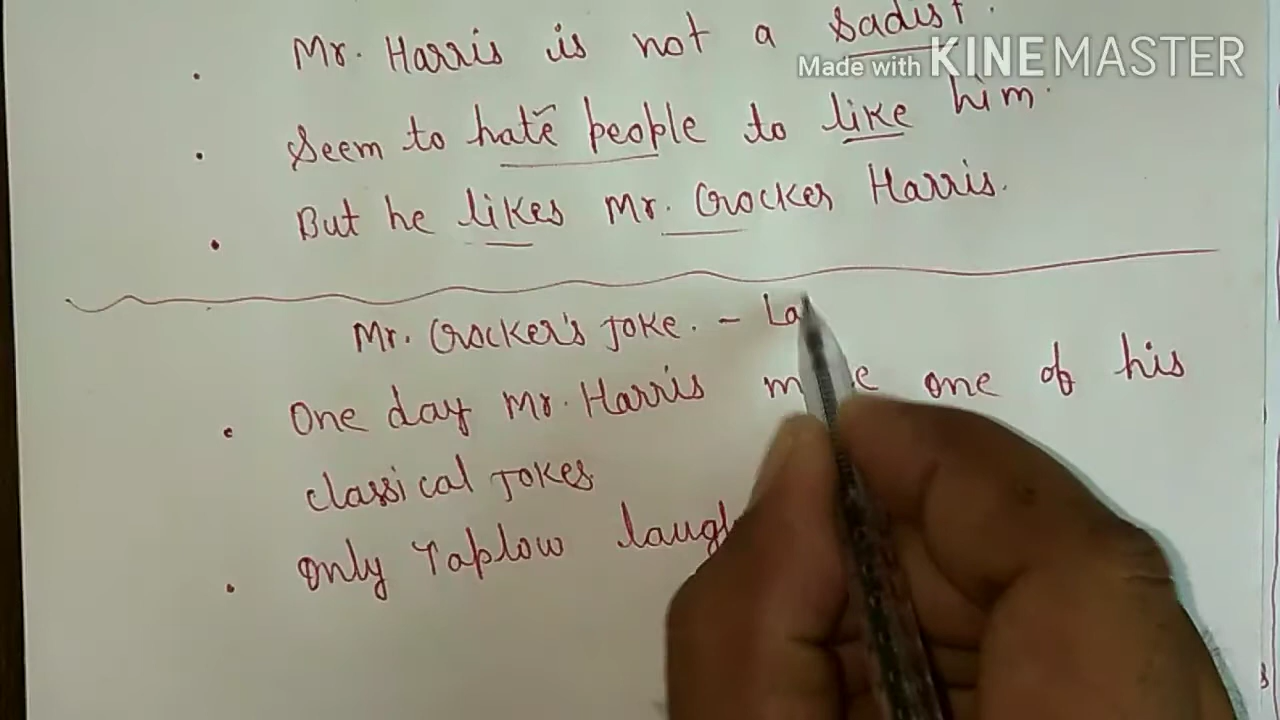 Mr. Harris is not a Sadist.
Made with KINEMASTER
Seem to hate people to like him.
But he likes Mr. Crocker Harris.
Mr. Crocker's Joke. - La
One day Mr. Harris one of his
classical Jokes
Only Taplow